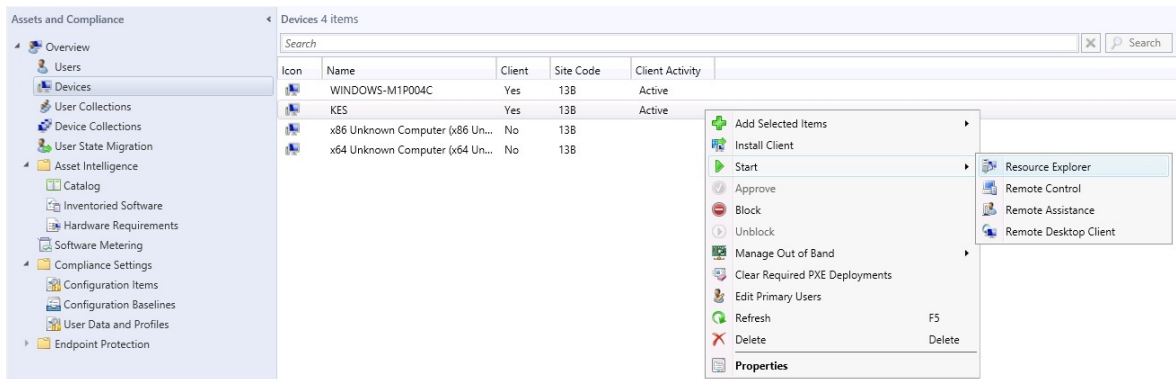 Assets and Compliance
Overview
Users
Devices
User Collections
Device Collections
User State Migration
Asset Intelligence
Catalog
Inventoried Software
Hardware Requirements
Software Metering
Compliance Settings
Configuration Items
Configuration Baselines
User Data and Profiles
Endpoint Protection
Devices 4 items
Search Search
Icon Name Client Site Code Client Activity
WINDOWS-M1P004C Yes 13B Active
KES Yes 13B Active
x86 Unknown Computer (x86 Un... No 13B
x64 Unknown Computer (x64 Un... No 13B
Add Selected Items
Install Client
Start
Approve
Block
Unblock
Manage Out of Band
Clear Required PXE Deployments
Edit Primary Users
Refresh F5
Delete Delete
Properties
Resource Explorer
Remote Control
Remote Assistance
Remote Desktop Client